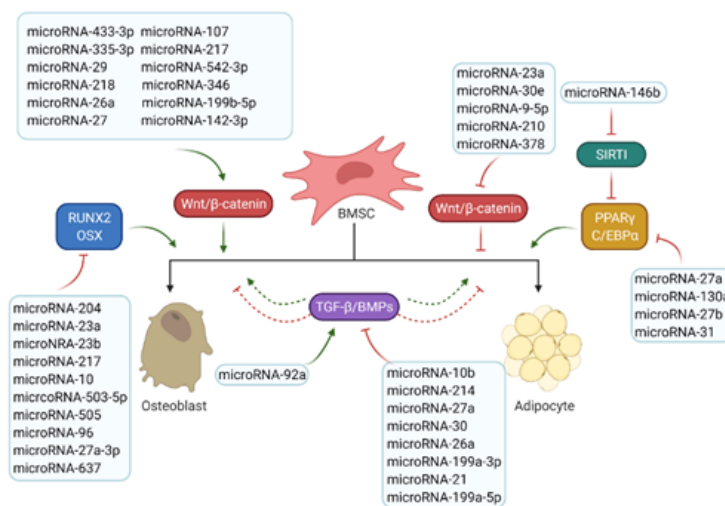 microRNA-433-3p microRNA-107
microRNA-335-3p microRNA-217
microRNA-29 microRNA-542-3p
microRNA-218 microRNA-346
microRNA-26a microRNA-199b-5p
microRNA-27 microRNA-142-3p
microRNA-23a
microRNA-30e
microRNA-9-5p
microRNA-210
microRNA-378
microRNA-146b
SIRTI
Wnt/β-catenin
BMSC
Wnt/β-catenin
RUNX2
OSX
PPARγ
C/EBPα
microRNA-204
microRNA-23a
microNRA-23b
microRNA-217
microRNA-10
micrcoRNA-503-5p
microRNA-505
microRNA-96
microRNA-27a-3p
microRNA-637
Osteoblast
TGF-β/BMPs
microRNA-92a
microRNA-10b
microRNA-214
microRNA-27a
microRNA-30
microRNA-26a
microRNA-199a-3p
microRNA-21
microRNA-199a-5p
Adipocyte
microRNA-27a
microRNA-130a
microRNA-27b
microRNA-31